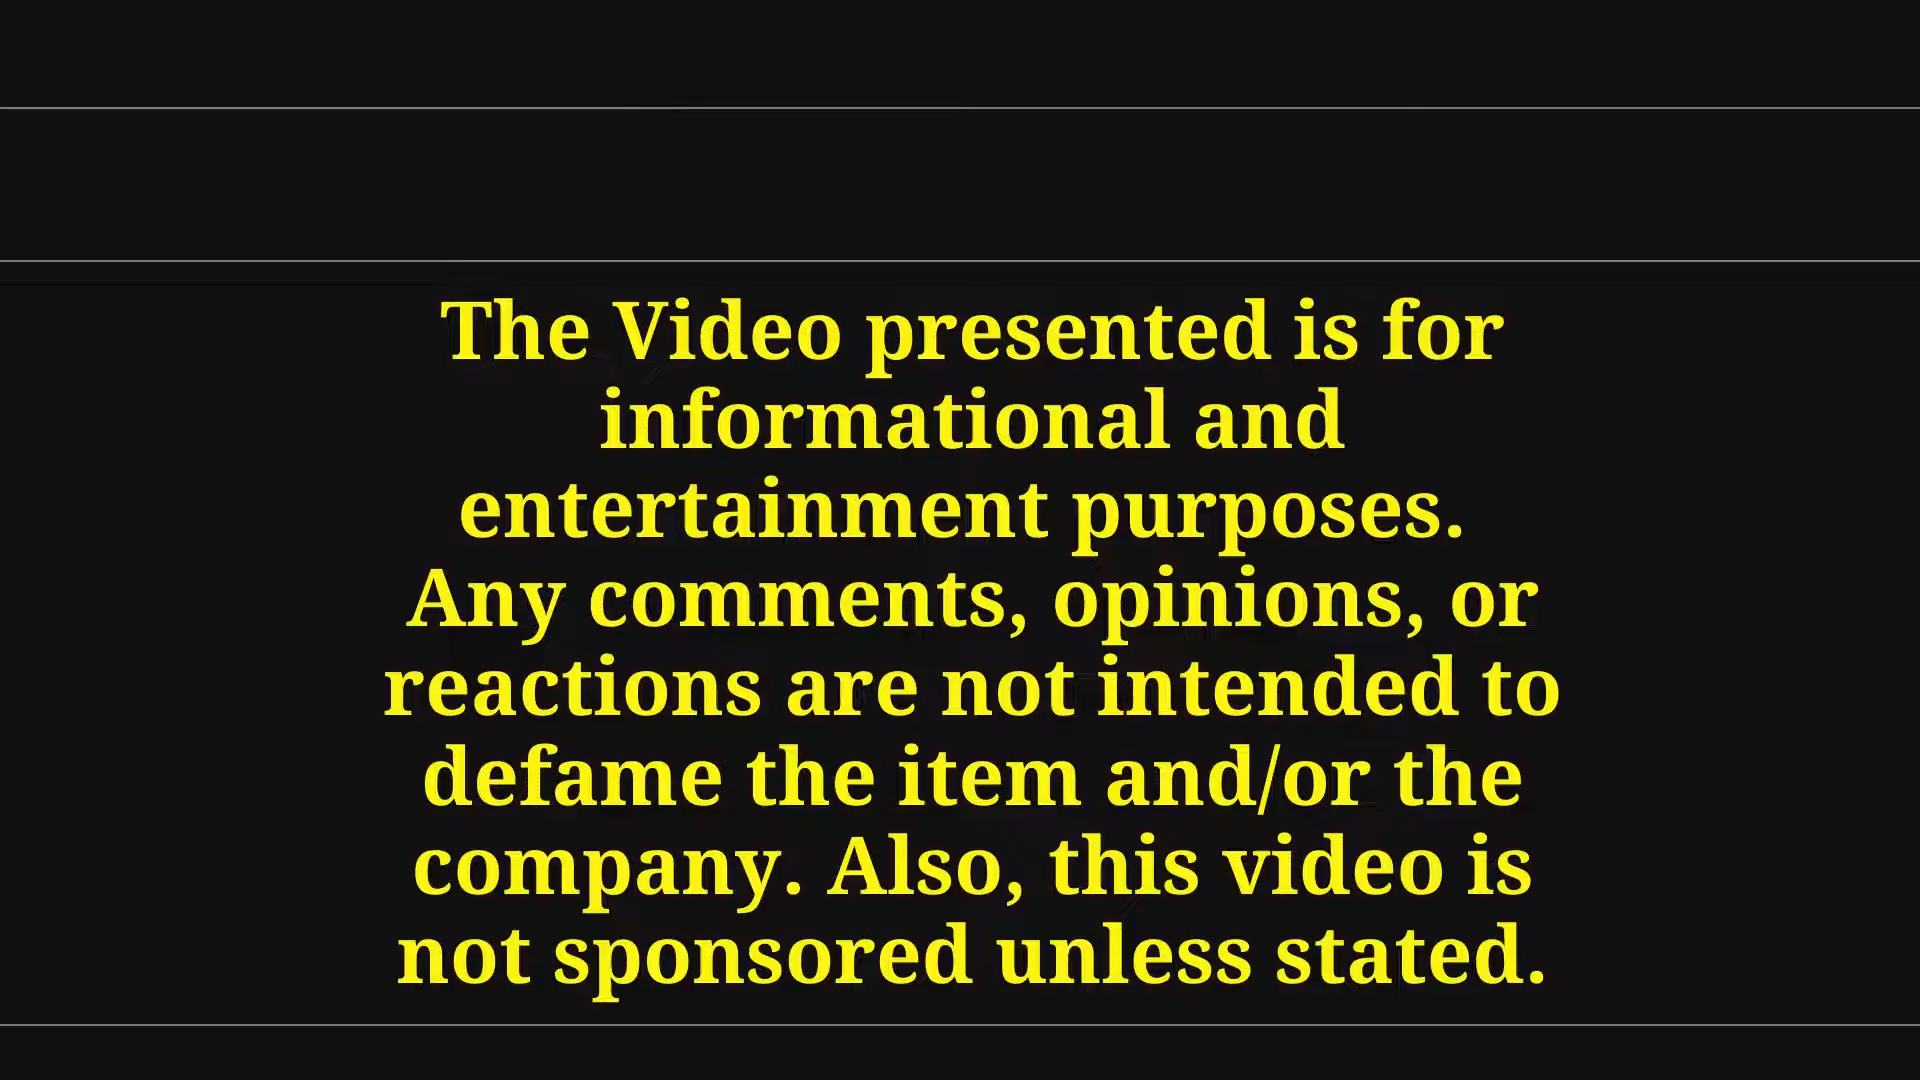 The Video presented is for
informational and
entertainment purposes.
Any comments, opinions, or
reactions are not intended to
defame the item and/or the
company. Also, this video is
not sponsored unless stated.